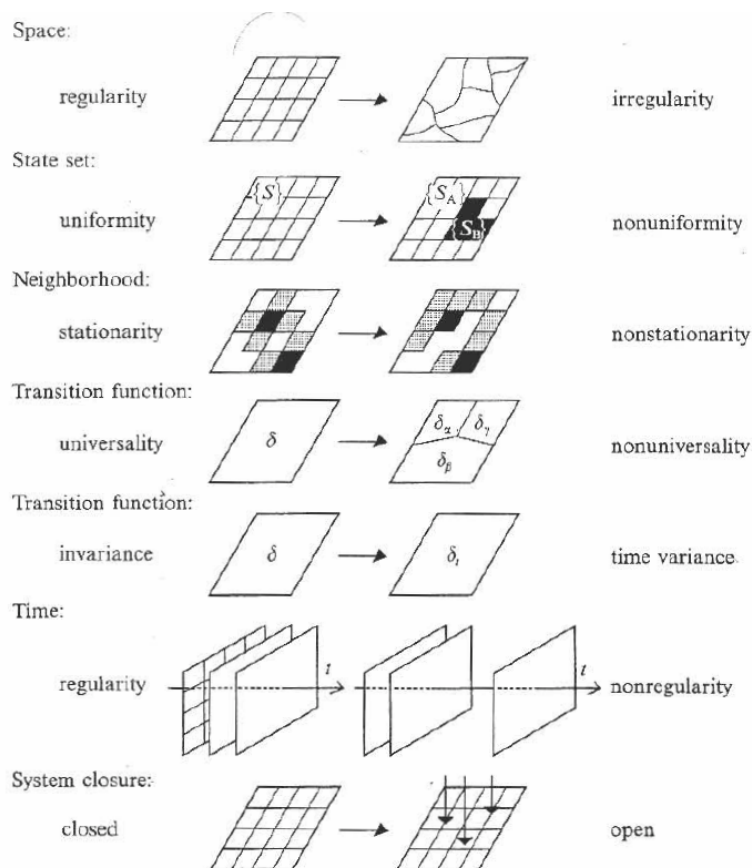 Space:
regularity irregularity
State set:
{S} {S_A}
uniformity {S_B} nonuniformity
Neighborhood:
stationarity nonstationarity
Transition function:
δ_α δ_γ
universality δ nonuniversality
δ_β
Transition function:
invariance δ δ_t time variance
Time:
regularity t t nonregularity
System closure:
closed open